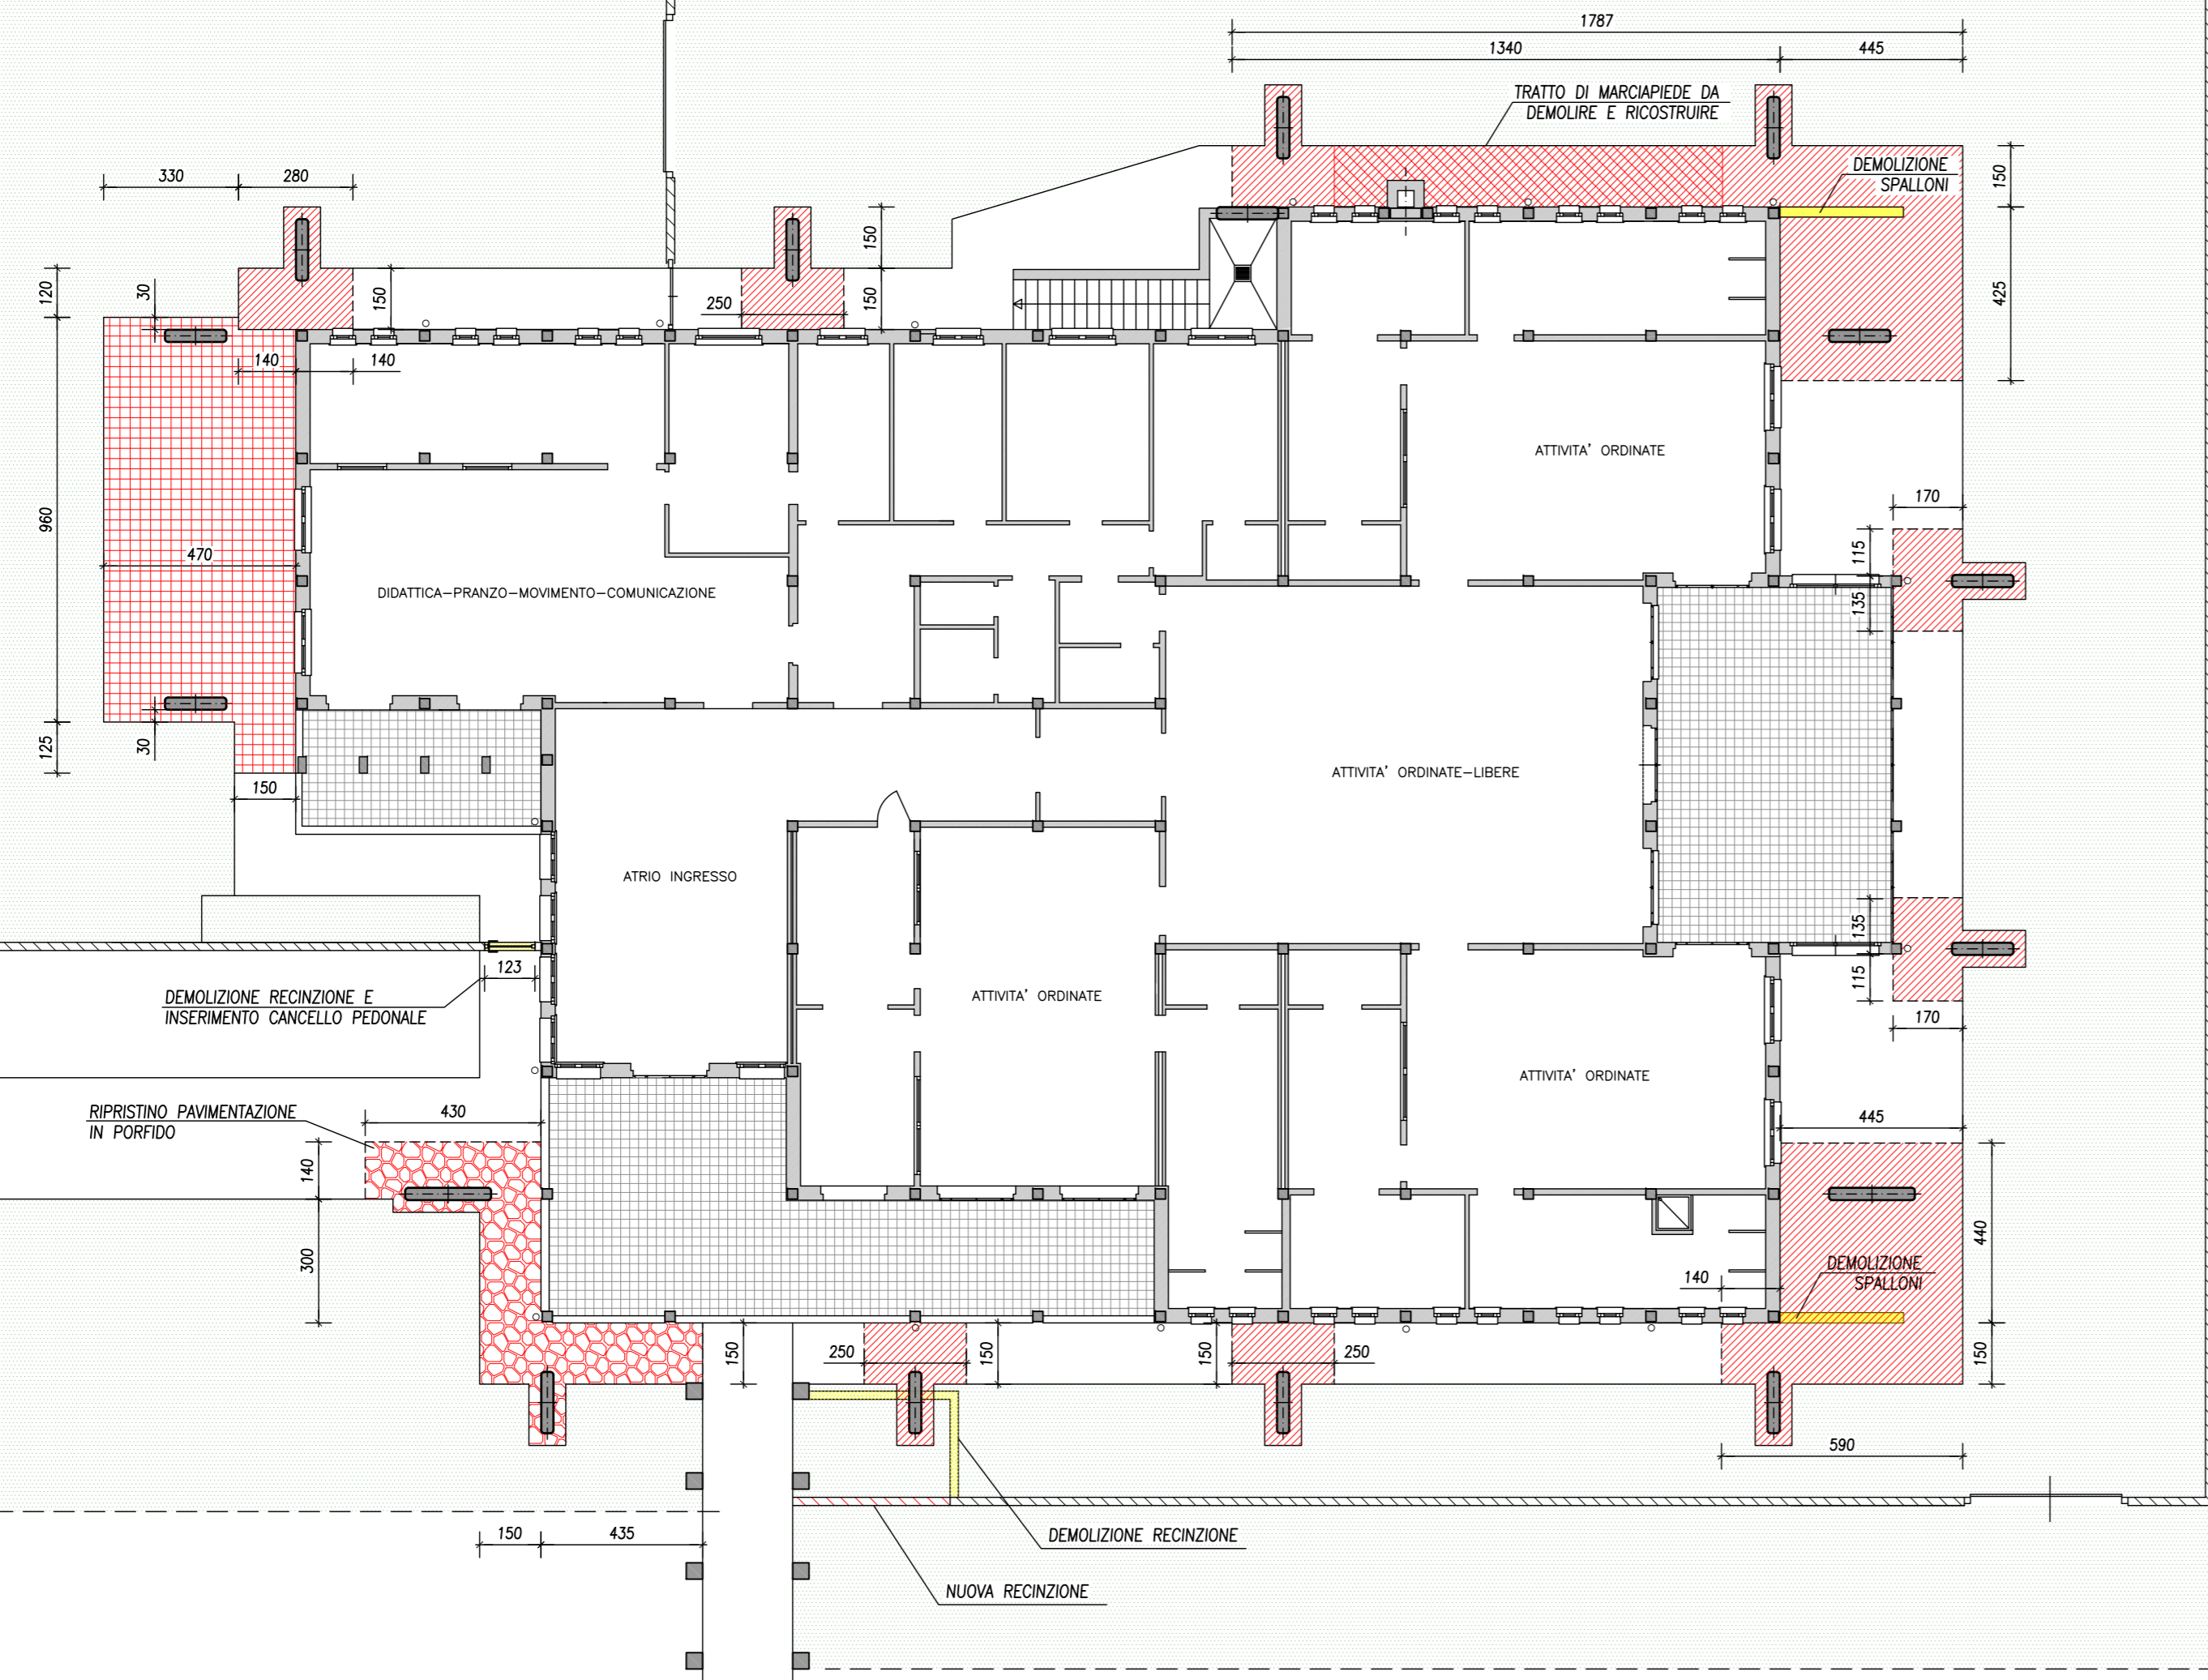 1787
1340
445
TRATTO DI MARCIAPIEDE DA
DEMOLIRE E RICOSTRUIRE
DEMOLIZIONE
SPALLONI
150
330
280
150
425
120
30
150
250
150
140
140
ATTIVITA' ORDINATE
170
960
470
115
DIDATTICA-PRANZO-MOVIMENTO-COMUNICAZIONE
135
125
30
150
ATTIVITA' ORDINATE-LIBERE
ATRIO INGRESSO
135
123
DEMOLIZIONE RECINZIONE E
INSERIMENTO CANCELLO PEDONALE
ATTIVITA' ORDINATE
115
170
ATTIVITA' ORDINATE
RIPRISTINO PAVIMENTAZIONE
IN PORFIDO
430
445
140
300
440
DEMOLIZIONE
SPALLONI
140
150
250
150
150
250
150
590
150
435
DEMOLIZIONE RECINZIONE
NUOVA RECINZIONE